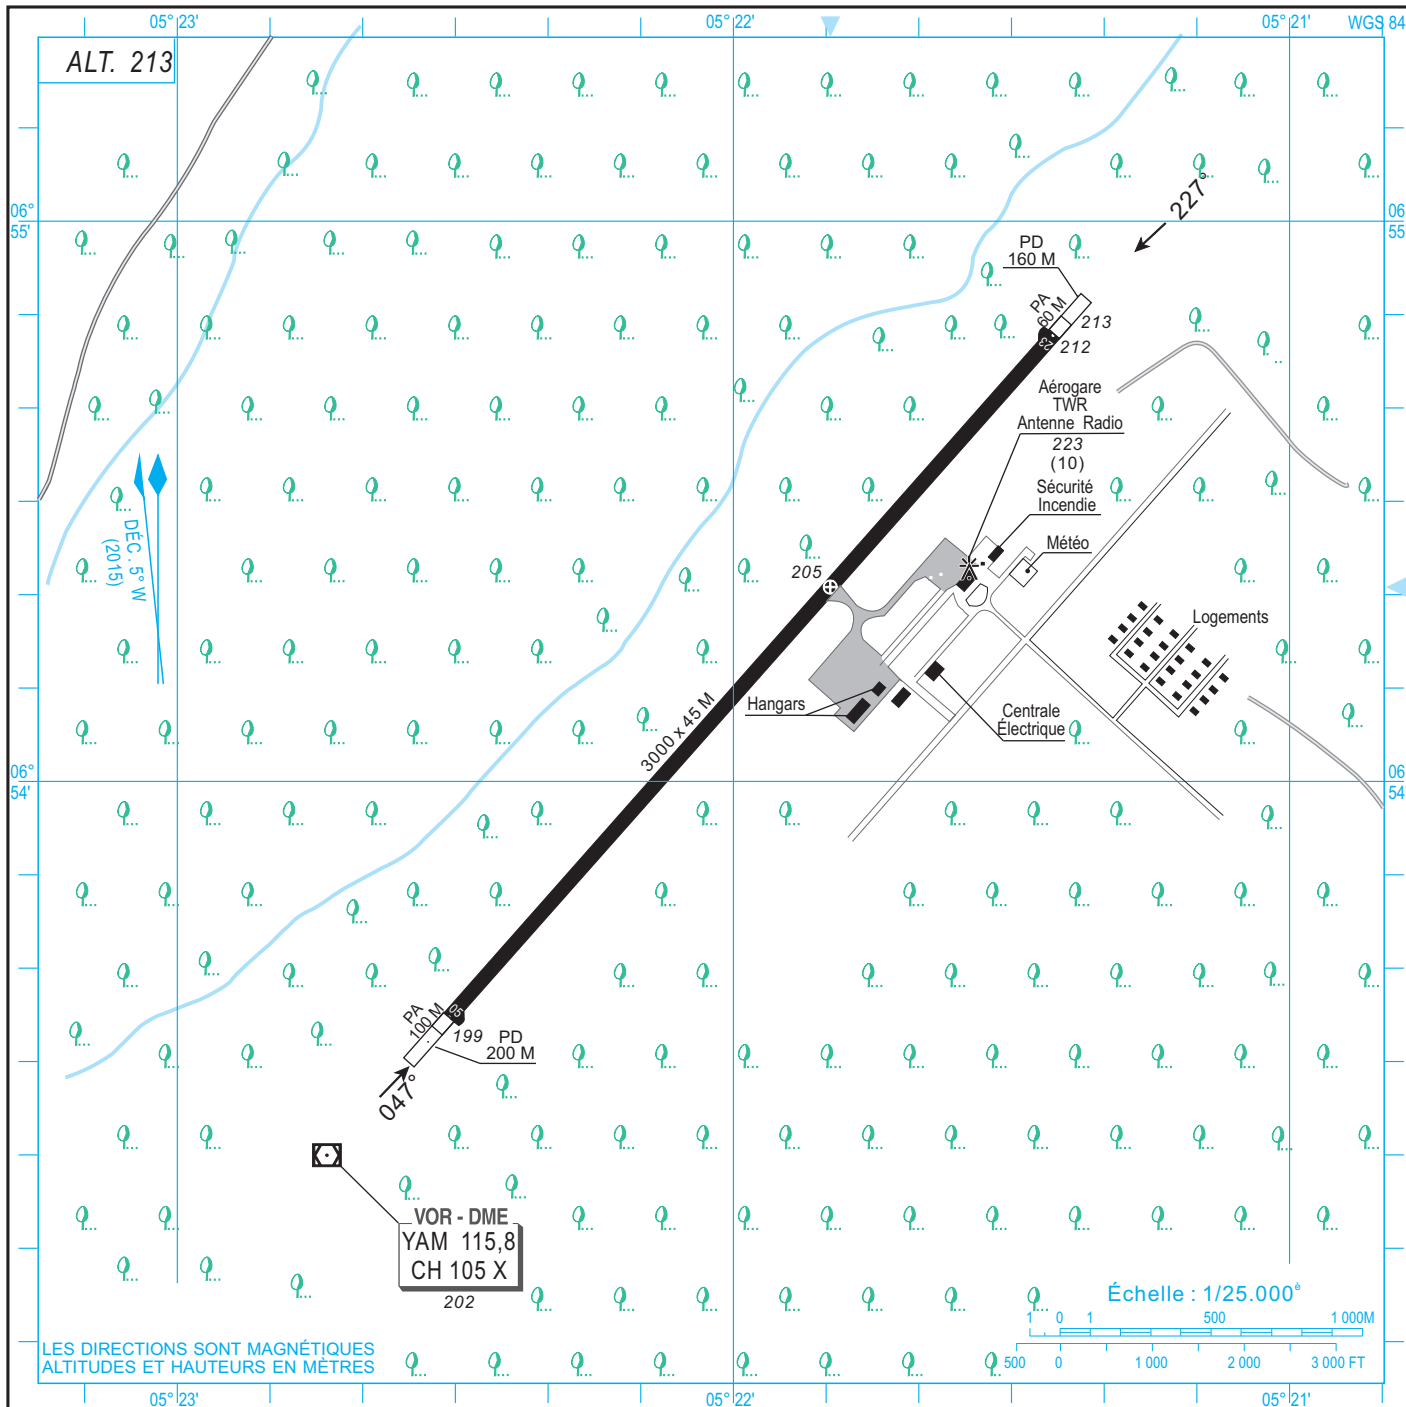 05° 23'
05° 22'
05° 21'
WGS 84
ALT. 213
06°
55'
06
55
227°
PD
160 M
PA
60 M
213
23
212
Aérogare
TWR
Antenne Radio
223
(10)
Sécurité
Incendie
Météo
DÉC . 5° W
(2015)
205
Logements
3000 x 45 M
Hangars
Centrale
Électrique
06°
54'
06
54
PA
100 M
05
199
PD
200 M
047°
VOR - DME
YAM 115,8
CH 105 X
202
Échelle : 1/25.000è
1 0 1 500 1 000M
500 0 1 000 2 000 3 000 FT
LES DIRECTIONS SONT MAGNÉTIQUES
ALTITUDES ET HAUTEURS EN MÈTRES
05° 23'
05° 22'
05° 21'